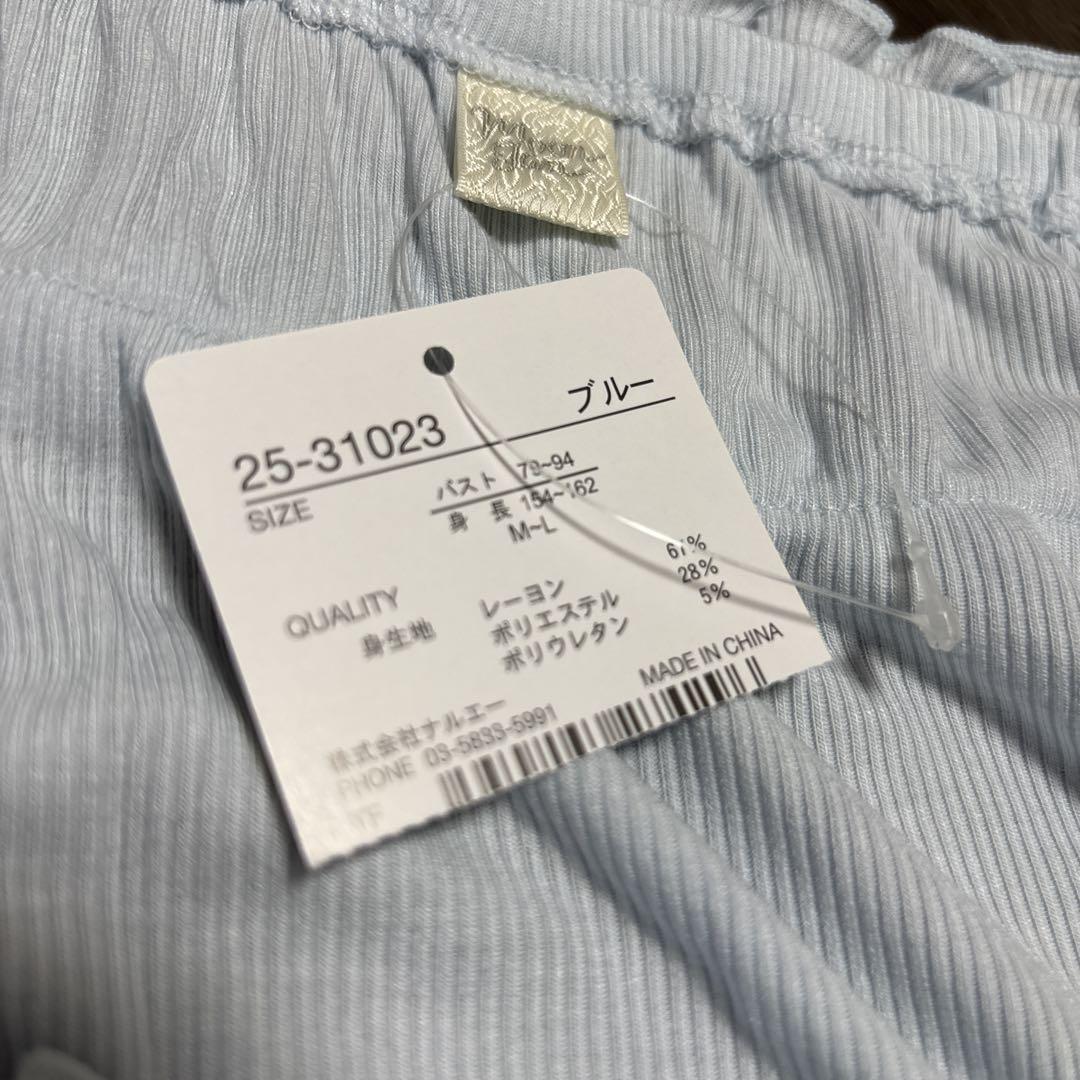 25-31023 ブルー
SIZE バスト 79~94
身 長 154~162
M~L
QUALITY レーヨン 67%
身生地 ポリエステル 28%
ポリウレタン 5%
MADE IN CHINA
株式会社ナルエー
PHONE 03-5833-5991